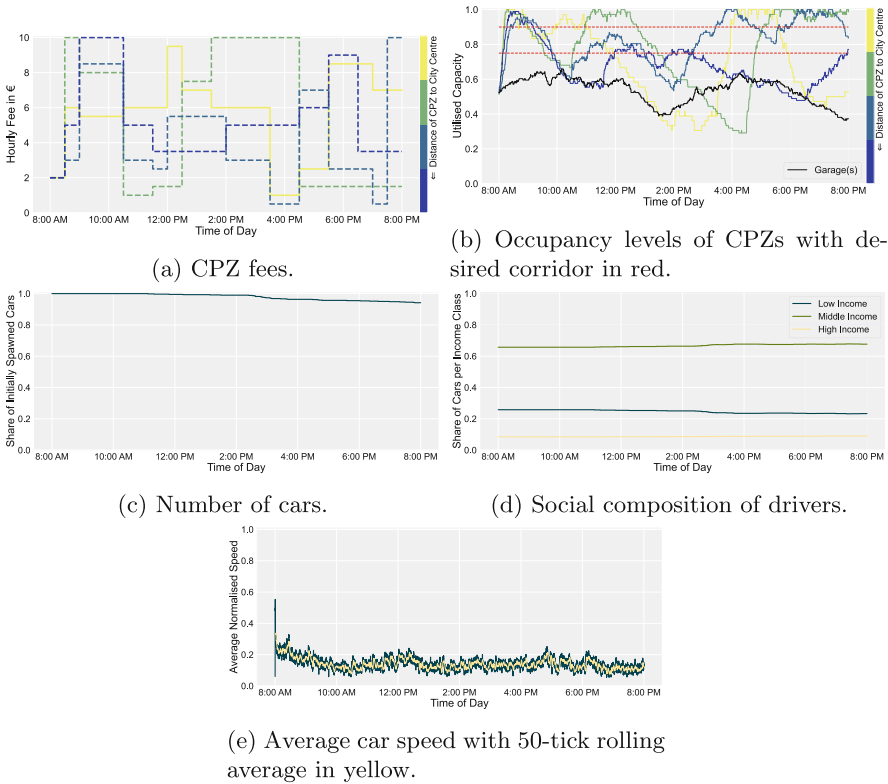 Hourly Fee in €
10
8
6
4
2
0
8:00 AM 10:00 AM 12:00 PM 2:00 PM 4:00 PM 6:00 PM 8:00 PM
Time of Day
⇐ Distance of CPZ to City Centre
(a) CPZ fees.
Utilised Capacity
1.0
0.8
0.6
0.4
0.2
0.0
Garage(s)
8:00 AM 10:00 AM 12:00 PM 2:00 PM 4:00 PM 6:00 PM 8:00 PM
Time of Day
⇐ Distance of CPZ to City Centre
(b) Occupancy levels of CPZs with de-
sired corridor in red.
Share of Initially Spawned Cars
1.0
0.8
0.6
0.4
0.2
0.0
8:00 AM 10:00 AM 12:00 PM 2:00 PM 4:00 PM 6:00 PM 8:00 PM
Time of Day
(c) Number of cars.
Share of Cars per Income Class
1.0
0.8
0.6
0.4
0.2
0.0
Low Income
Middle Income
High Income
8:00 AM 10:00 AM 12:00 PM 2:00 PM 4:00 PM 6:00 PM 8:00 PM
Time of Day
(d) Social composition of drivers.
Average Normalised Speed
1.0
0.8
0.6
0.4
0.2
0.0
8:00 AM 10:00 AM 12:00 PM 2:00 PM 4:00 PM 6:00 PM 8:00 PM
Time of Day
(e) Average car speed with 50-tick rolling
average in yellow.